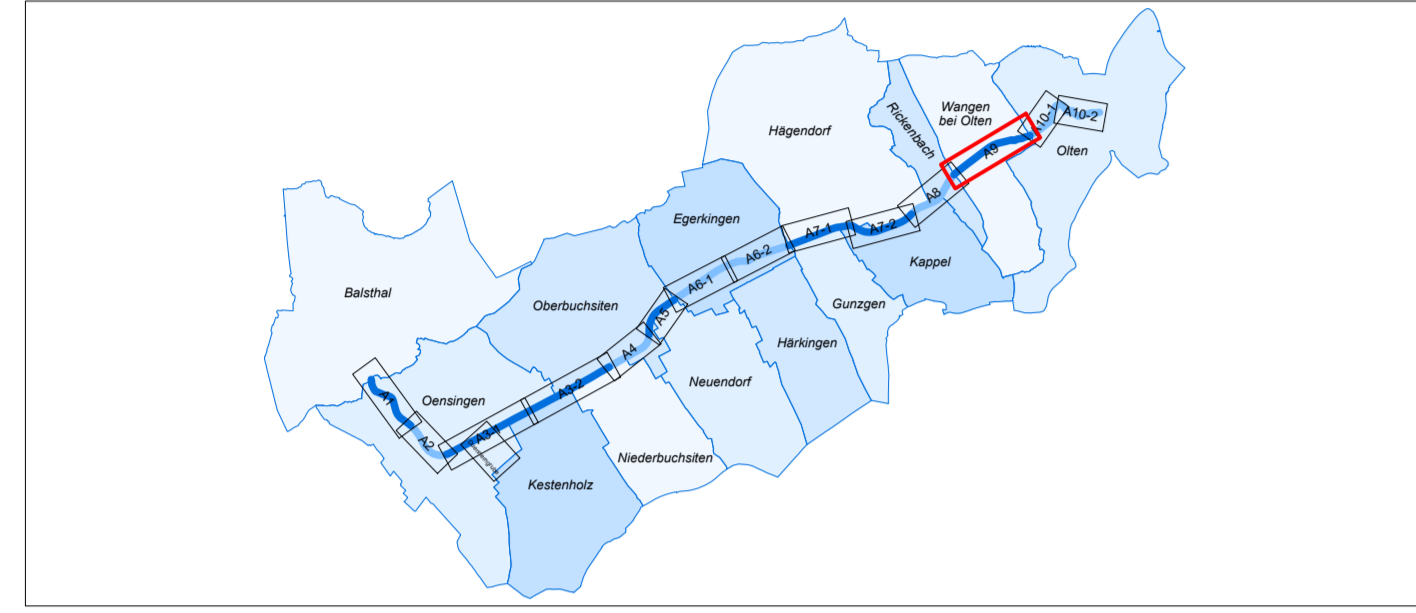 Wangen
bei Olten
A10-1
A10-2
Rickenbach
Hägendorf
Olten
A9
A8
Egerkingen
A7-1
A7-2
A6-2
Kappel
A6-1
Balsthal
Oberbuchsiten
Gunzgen
A5
Härkingen
A4
Neuendorf
A3-2
A1
Oensingen
A2
A3-1
Niederbuchsiten
Kestenholz